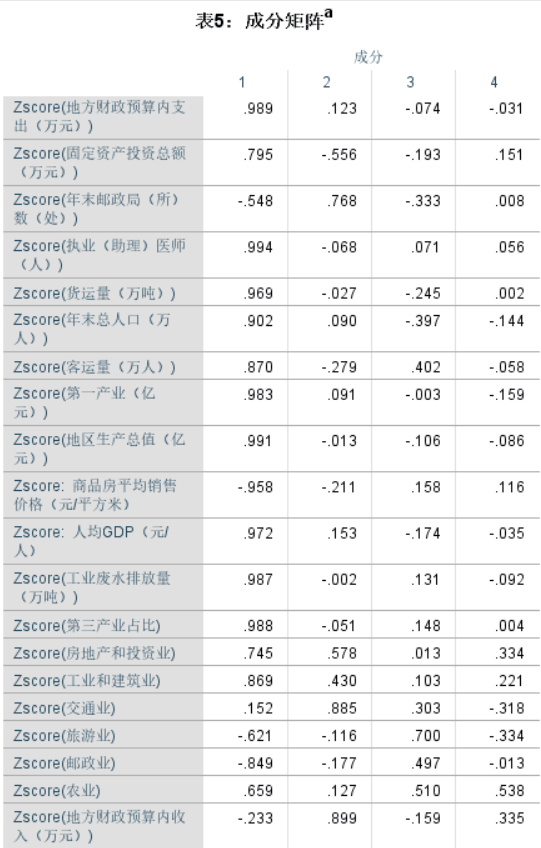 表5：成分矩阵a
成分
1 2 3 4
Zscore(地方财政预算内支 .989 .123 -.074 -.031
出（万元）)
Zscore(固定资产投资总额 .795 -.556 -.193 .151
（万元）)
Zscore(年末邮政局（所） -.548 .768 -.333 .008
数（处）)
Zscore(执业（助理）医师 .994 -.068 .071 .056
（人）)
Zscore(货运量（万吨）) .969 -.027 -.245 .002
Zscore(年末总人口（万 .902 .090 -.397 -.144
人）)
Zscore(客运量（万人）) .870 -.279 .402 -.058
Zscore(第一产业（亿 .983 .091 -.003 -.159
元）)
Zscore(地区生产总值（亿 .991 -.013 -.106 -.086
元）)
Zscore: 商品房平均销售 -.958 -.211 .158 .116
价格（元/平方米）
Zscore: 人均GDP（元/ .972 .153 -.174 -.035
人）
Zscore(工业废水排放量 .987 -.002 .131 -.092
（万吨）)
Zscore(第三产业占比) .988 -.051 .148 .004
Zscore(房地产和投资业) .745 .578 .013 .334
Zscore(工业和建筑业) .869 .430 .103 .221
Zscore(交通业) .152 .885 .303 -.318
Zscore(旅游业) -.621 -.116 .700 -.334
Zscore(邮政业) -.849 -.177 .497 -.013
Zscore(农业) .659 .127 .510 .538
Zscore(地方财政预算内收 -.233 .899 -.159 .335
入（万元）)